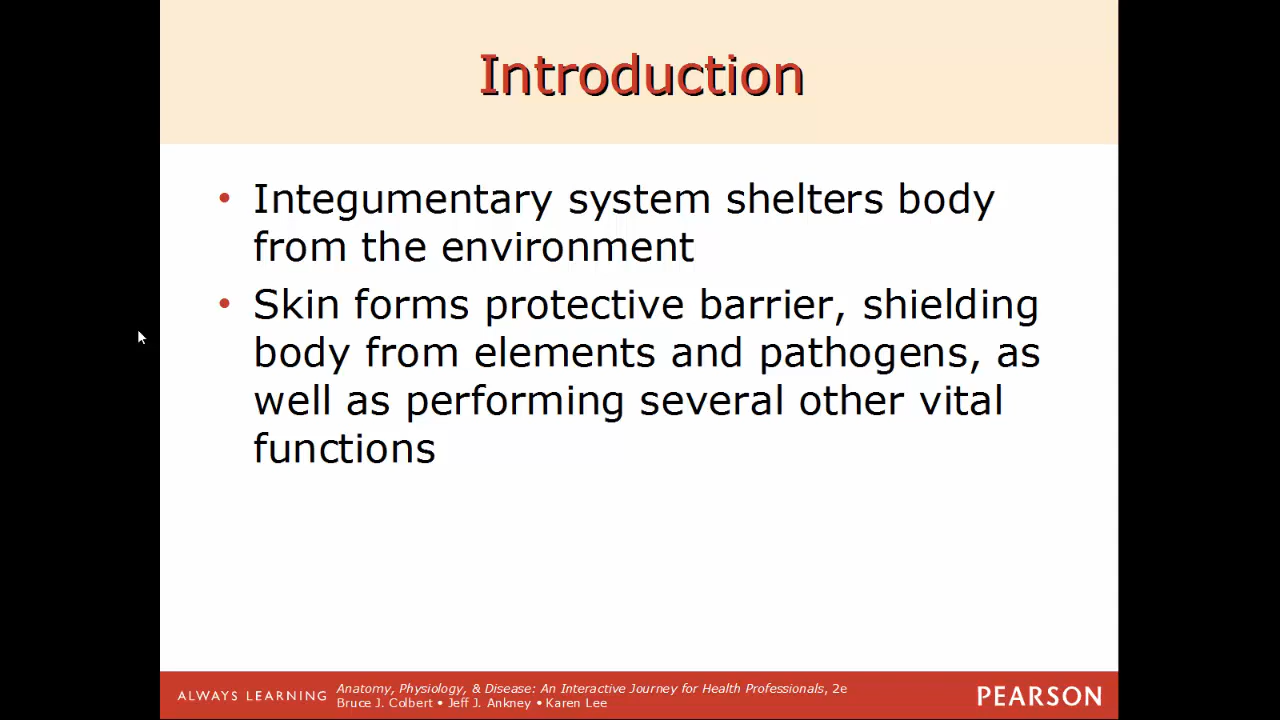 Introduction
• Integumentary system shelters body
from the environment
• Skin forms protective barrier, shielding
body from elements and pathogens, as
well as performing several other vital
functions
ALWAYS LEARNING
Anatomy, Physiology, & Disease: An Interactive Journey for Health Professionals, 2e
Bruce J. Colbert • Jeff J. Ankney • Karen Lee
PEARSON